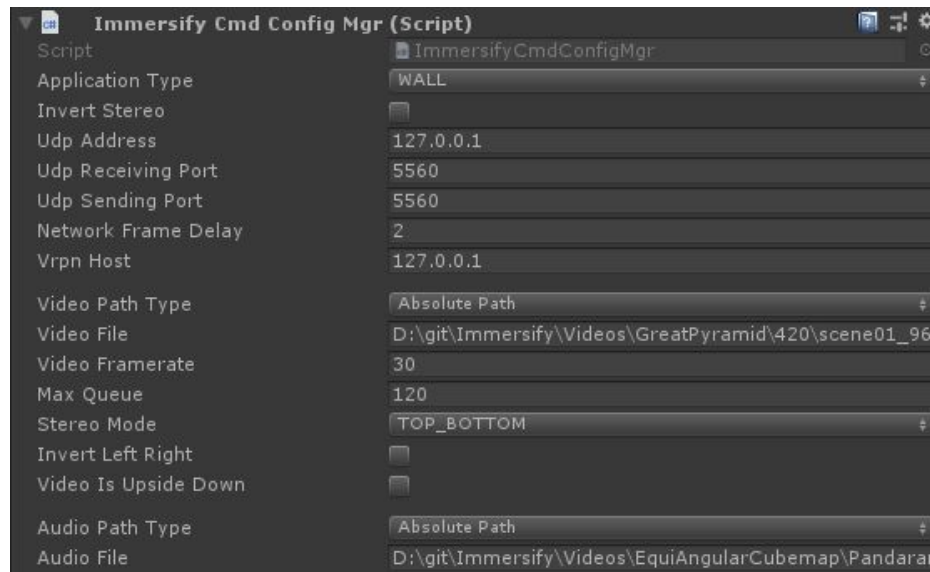 Immersify Cmd Config Mgr (Script)
Script ImmersifyCmdConfigMgr
Application Type WALL
Invert Stereo
Udp Address 127.0.0.1
Udp Receiving Port 5560
Udp Sending Port 5560
Network Frame Delay 2
Vrpn Host 127.0.0.1
Video Path Type Absolute Path
Video File D:\git\Immersify\Videos\GreatPyramid\420\scene01_96
Video Framerate 30
Max Queue 120
Stereo Mode TOP_BOTTOM
Invert Left Right
Video Is Upside Down
Audio Path Type Absolute Path
Audio File D:\git\Immersify\Videos\EquiAngularCubemap\Pandara